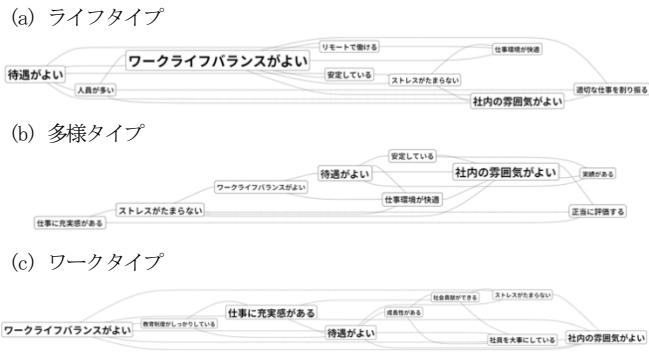 (a) ライフタイプ
リモートで働ける
仕事環境が快適
ワークライフバランスがよい
待遇がよい
安定している
ストレスがたまらない
人員が多い
適切な仕事を割り振る
社内の雰囲気がよい
(b) 多様タイプ
安定している
待遇がよい
社内の雰囲気がよい
実績がある
ワークライフバランスがよい
仕事環境が快適
ストレスがたまらない
正当に評価する
仕事に充実感がある
(c) ワークタイプ
社会貢献ができる
ストレスがたまらない
仕事に充実感がある
成長性がある
教育制度がしっかりしている
ワークライフバランスがよい
待遇がよい
社員を大事にしている
社内の雰囲気がよい